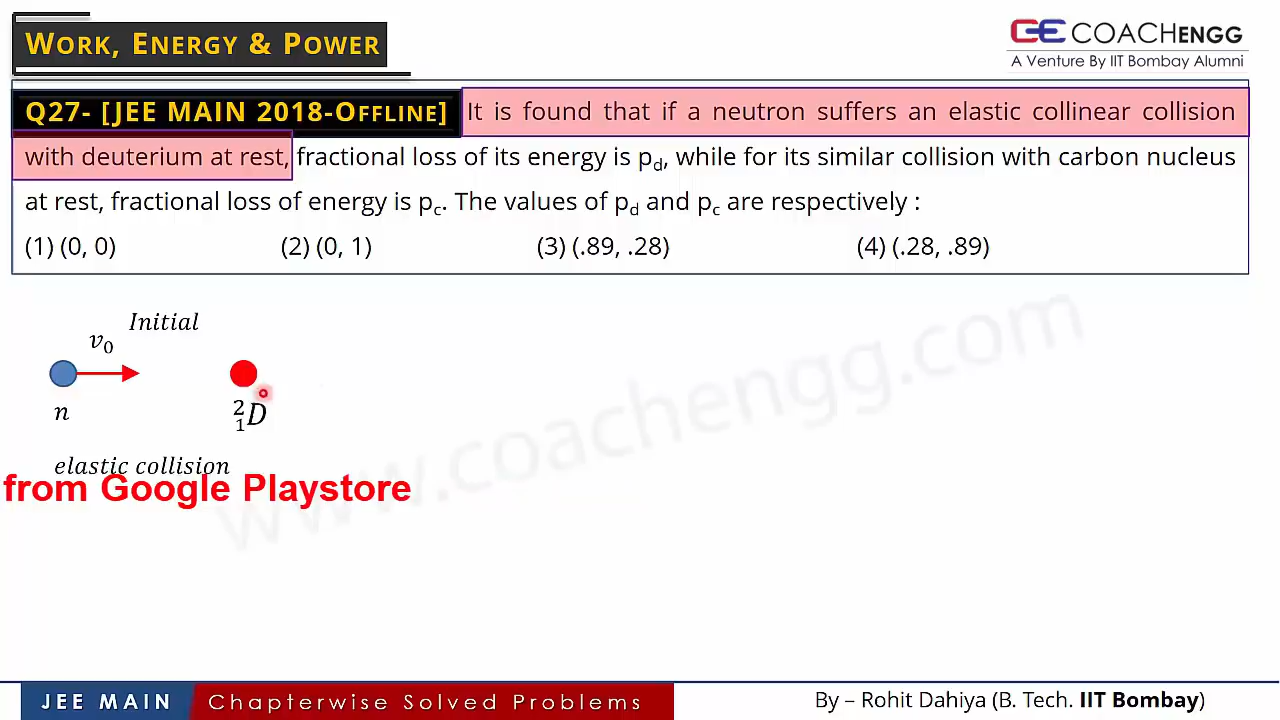 WORK, ENERGY & POWER
CE COACHENGG
A Venture By IIT Bombay Alumni
Q27- [JEE MAIN 2018-OFFLINE] It is found that if a neutron suffers an elastic collinear collision
with deuterium at rest, fractional loss of its energy is pd, while for its similar collision with carbon nucleus
at rest, fractional loss of energy is pc. The values of pd and pc are respectively :
(1) (0, 0) (2) (0, 1) (3) (.89, .28) (4) (.28, .89)
Initial
v0
n
²₁D
elastic collision
from Google Playstore
www.coachengg.com
JEE MAIN Chapterwise Solved Problems By – Rohit Dahiya (B. Tech. IIT Bombay)